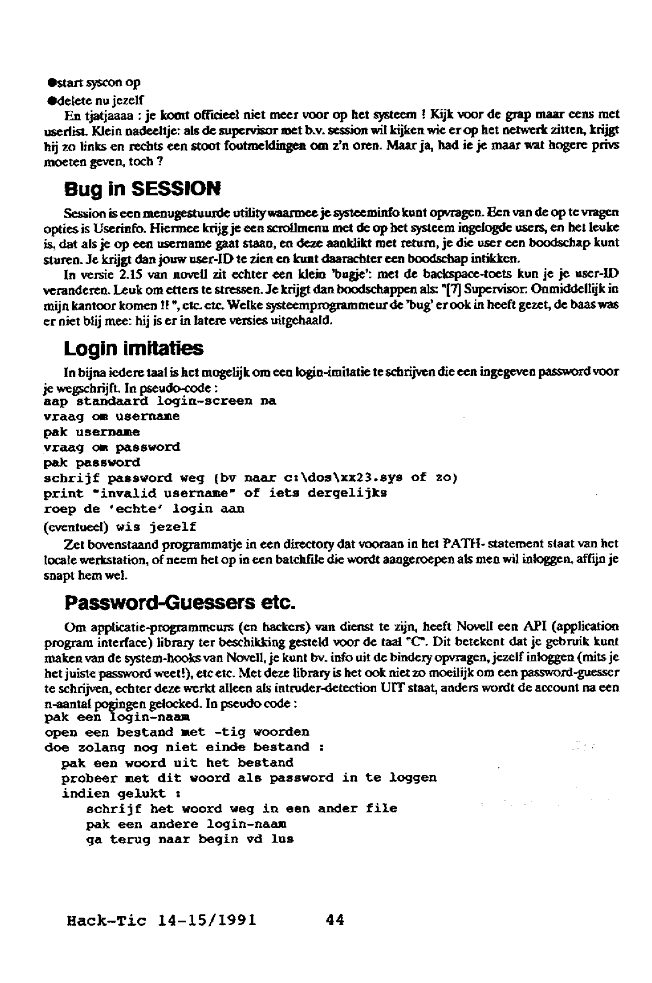 ●start syscon op
●delete nu jezelf
En tjatjaaaa : je komt officieel niet meer voor op het systeem ! Kijk voor de grap maar eens met
userlist. Klein nadeeltje: als de supervisor met b.v. session wil kijken wie er op het netwerk zitten, krijgt
hij zo links en rechts een stoot foutmeldingen om z'n oren. Maar ja, had ie je maar wat hogere privs
moeten geven, toch ?
Bug in SESSION
Session is een menugestuurde utility waarmee je systeeminfo kunt opvragen. Een van de op te vragen
opties is Userinfo. Hiermee krijg je een scrollmenu met de op het systeem ingelogde users, en het leuke
is, dat als je op een username gaat staan, en deze aanklikt met return, je die user een boodschap kunt
sturen. Je krijgt dan jouw user-ID te zien en kunt daarachter een boodschap intikken.
In versie 2.15 van novell zit echter een klein 'bugje': met de backspace-toets kun je je user-ID
veranderen. Leuk om etters te stressen. Je krijgt dan boodschappen als: "[7] Supervisor: Onmiddellijk in
mijn kantoor komen !! ", etc. etc. Welke systeemprogrammeur de 'bug' er ook in heeft gezet, de baas was
er niet blij mee: hij is er in latere versies uitgehaald.
Login imitaties
In bijna iedere taal is het mogelijk om een login-imitatie te schrijven die een ingegeven password voor
je wegschrijft. In pseudo-code :
aap standaard login-screen na
vraag om username
pak username
vraag om password
pak password
schrijf password weg (bv naar c:\dos\xx23.sys of zo)
print "invalid username" of iets dergelijks
roep de 'echte' login aan
(eventueel) wis jezelf
Zet bovenstaand programmatje in een directory dat vooraan in het PATH- statement staat van het
locale werkstation, of neem het op in een batchfile die wordt aangeroepen als men wil inloggen, affijn je
snapt hem wel.
Password-Guessers etc.
Om applicatie-programmeurs (en hackers) van dienst te zijn, heeft Novell een API (application
program interface) library ter beschikking gesteld voor de taal "C". Dit betekent dat je gebruik kunt
maken van de system-hooks van Novell, je kunt bv. info uit de bindery opvragen, jezelf inloggen (mits je
het juiste password weet!), etc etc. Met deze library is het ook niet zo moeilijk om een password-guesser
te schrijven, echter deze werkt alleen als intruder-detection UIT staat, anders wordt de account na een
n-aantal pogingen gelocked. In pseudo code :
pak een login-naam
open een bestand met -tig woorden
doe zolang nog niet einde bestand :
pak een woord uit het bestand
probeer met dit woord als password in te loggen
indien gelukt :
schrijf het woord weg in een ander file
pak een andere login-naam
ga terug naar begin vd lus
Hack-Tic 14-15/1991 44